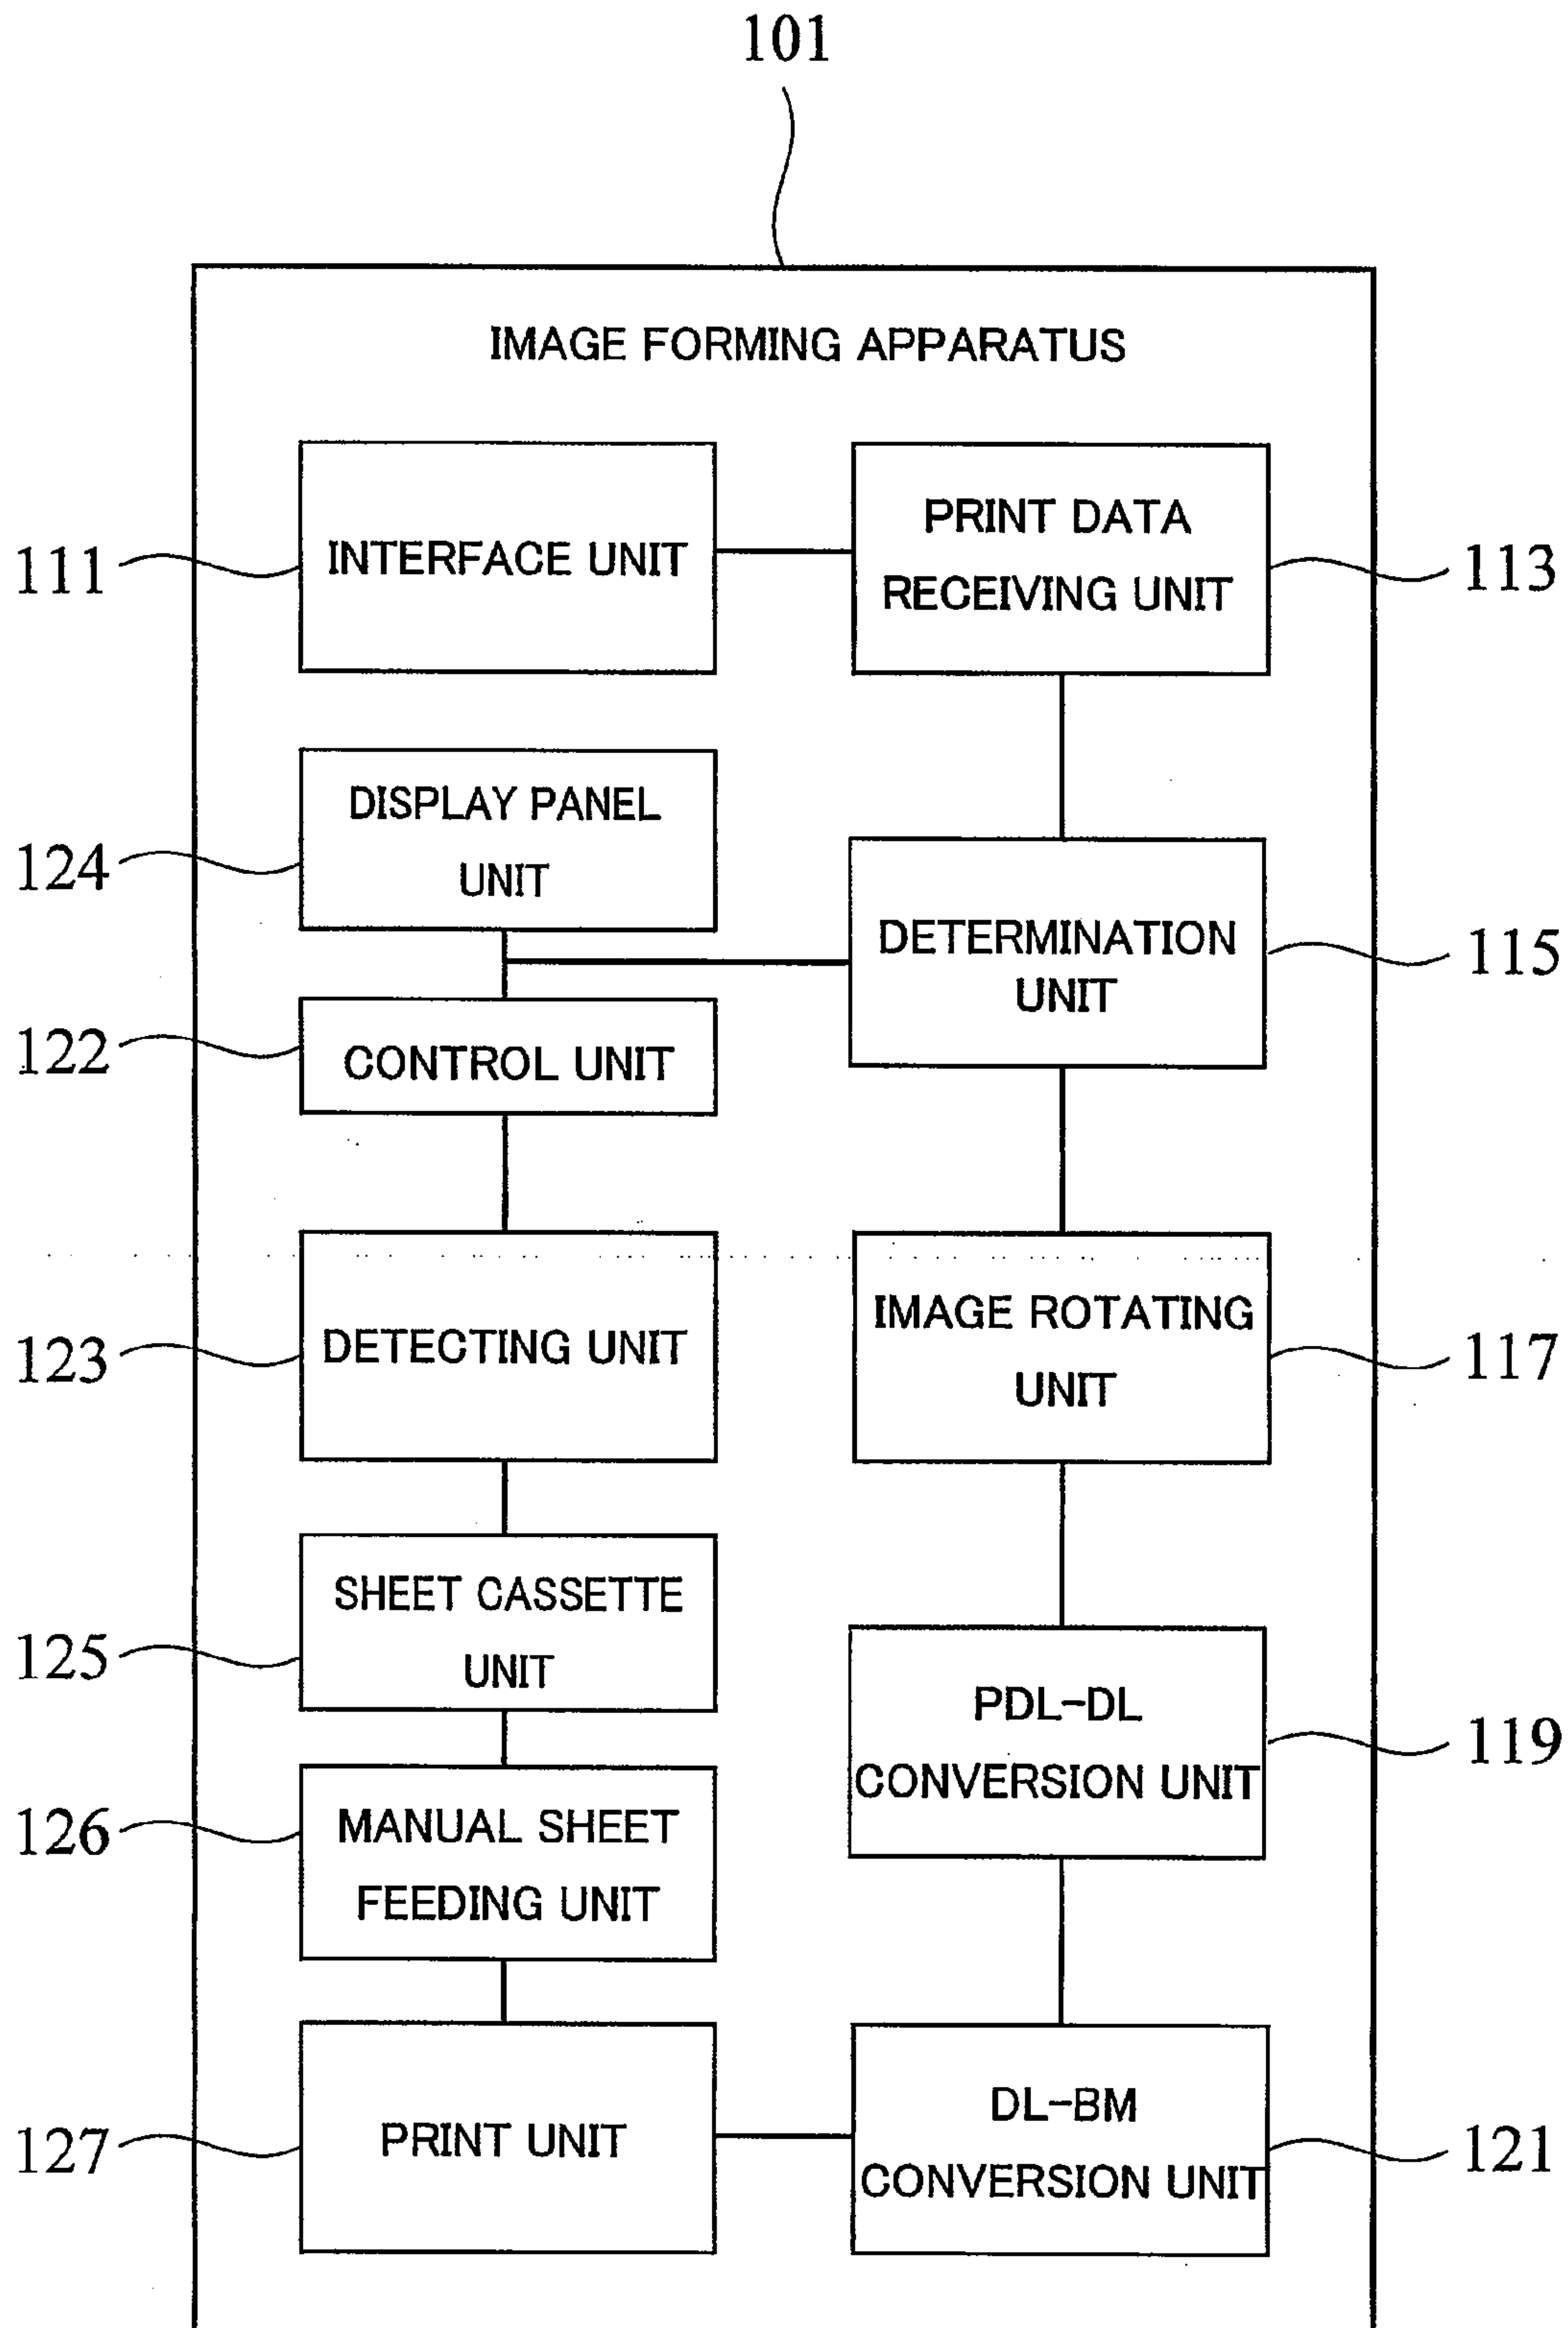 101
IMAGE FORMING APPARATUS
111
INTERFACE UNIT
PRINT DATA
RECEIVING UNIT
113
124
DISPLAY PANEL
UNIT
DETERMINATION
UNIT
115
122
CONTROL UNIT
123
DETECTING UNIT
IMAGE ROTATING
UNIT
117
125
SHEET CASSETTE
UNIT
PDL-DL
CONVERSION UNIT
119
126
MANUAL SHEET
FEEDING UNIT
127
PRINT UNIT
DL-BM
CONVERSION UNIT
121